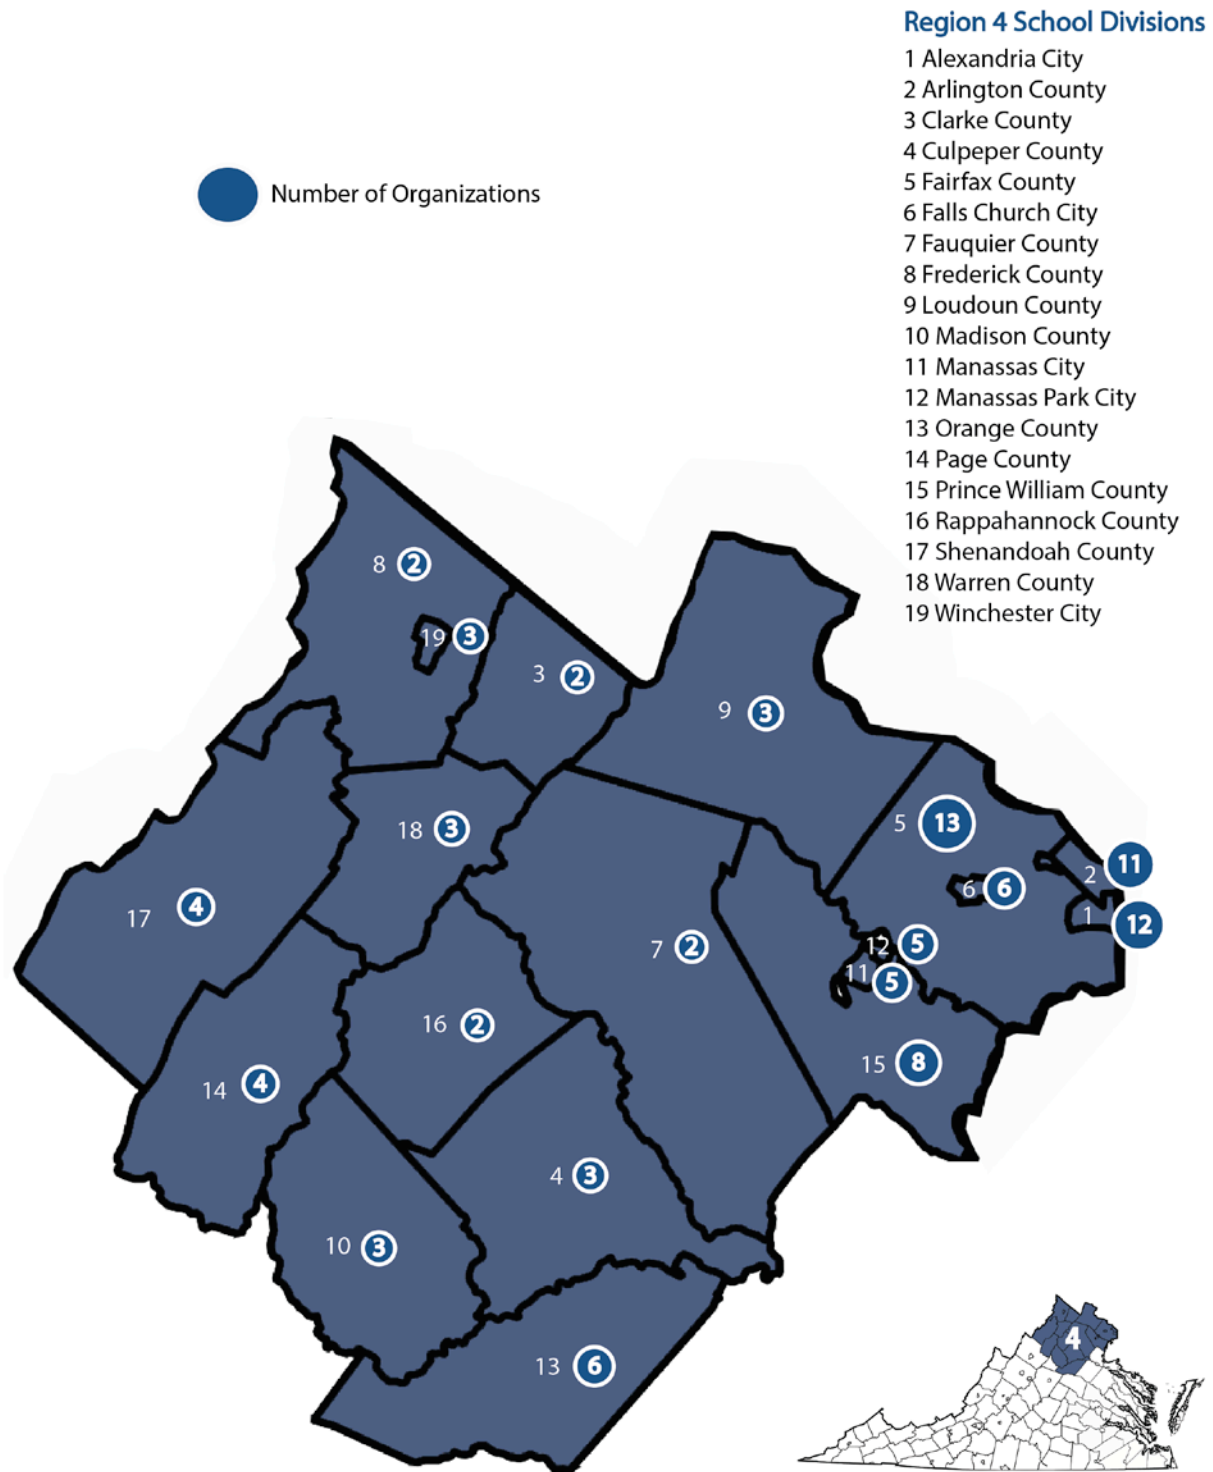 Region 4 School Divisions
1 Alexandria City
2 Arlington County
3 Clarke County
4 Culpeper County
5 Fairfax County
6 Falls Church City
7 Fauquier County
8 Frederick County
9 Loudoun County
10 Madison County
11 Manassas City
12 Manassas Park City
13 Orange County
14 Page County
15 Prince William County
16 Rappahannock County
17 Shenandoah County
18 Warren County
19 Winchester City
Number of Organizations
8 2
19 3
3 2
9 3
5 13
18 3
2 11
6 6
17 4
1 12
7 2
12 5
11 5
16 2
15 8
14 4
4 3
10 3
13 6
4